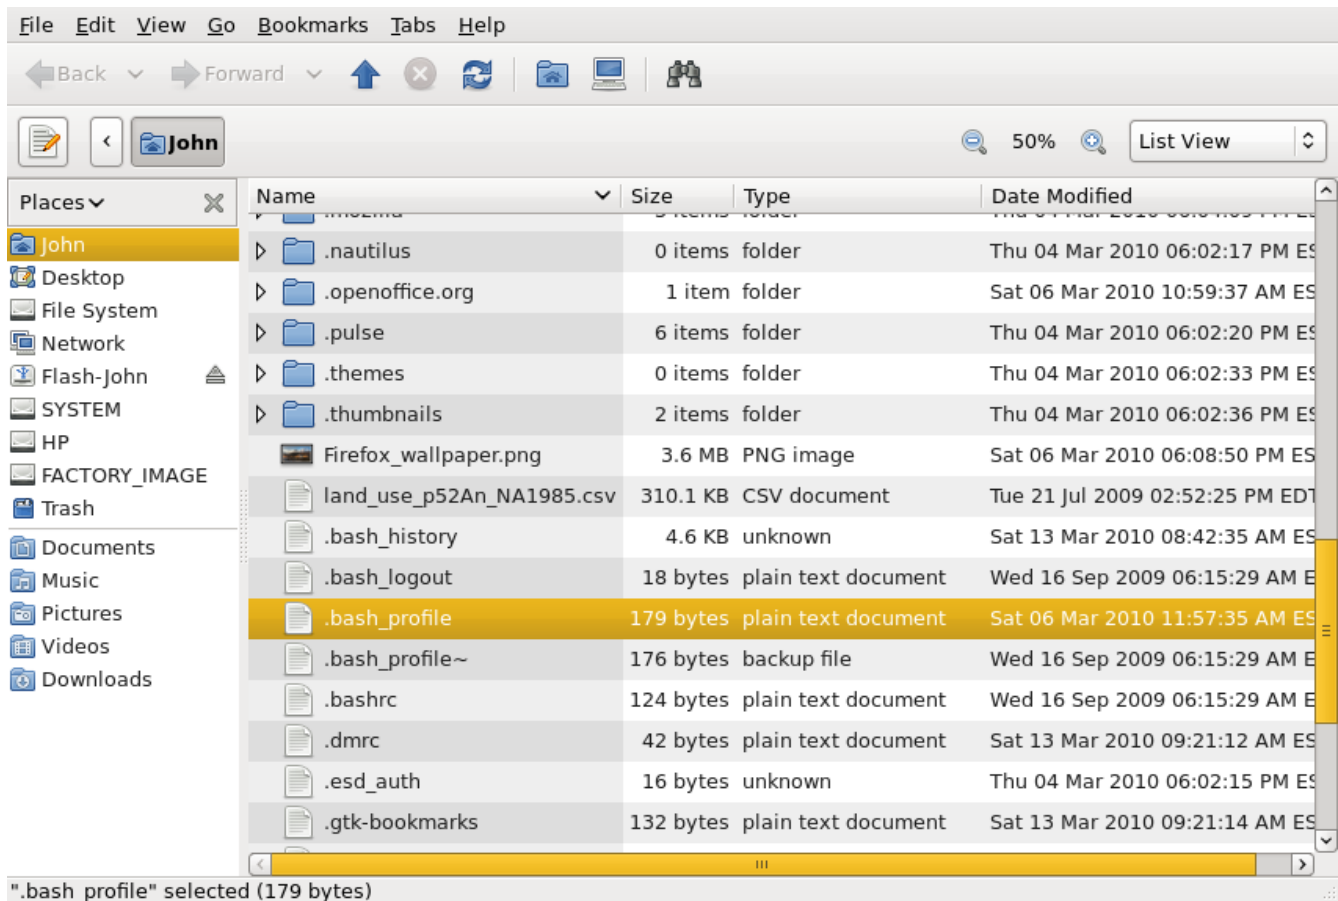 File Edit View Go Bookmarks Tabs Help
Back Forward
John 50% List View
Places Name Size Type Date Modified
John
Desktop
File System
Network
Flash-John
SYSTEM
HP
FACTORY_IMAGE
Trash
Documents
Music
Pictures
Videos
Downloads
.nautilus 0 items folder Thu 04 Mar 2010 06:02:17 PM ES
.openoffice.org 1 item folder Sat 06 Mar 2010 10:59:37 AM ES
.pulse 6 items folder Thu 04 Mar 2010 06:02:20 PM ES
.themes 0 items folder Thu 04 Mar 2010 06:02:33 PM ES
.thumbnails 2 items folder Thu 04 Mar 2010 06:02:36 PM ES
Firefox_wallpaper.png 3.6 MB PNG image Sat 06 Mar 2010 06:08:50 PM ES
land_use_p52An_NA1985.csv 310.1 KB CSV document Tue 21 Jul 2009 02:52:25 PM EDT
.bash_history 4.6 KB unknown Sat 13 Mar 2010 08:42:35 AM ES
.bash_logout 18 bytes plain text document Wed 16 Sep 2009 06:15:29 AM E
.bash_profile 179 bytes plain text document Sat 06 Mar 2010 11:57:35 AM ES
.bash_profile~ 176 bytes backup file Wed 16 Sep 2009 06:15:29 AM E
.bashrc 124 bytes plain text document Wed 16 Sep 2009 06:15:29 AM E
.dmrc 42 bytes plain text document Sat 13 Mar 2010 09:21:12 AM ES
.esd_auth 16 bytes unknown Thu 04 Mar 2010 06:02:15 PM ES
.gtk-bookmarks 132 bytes plain text document Sat 13 Mar 2010 09:21:14 AM ES
".bash_profile" selected (179 bytes)